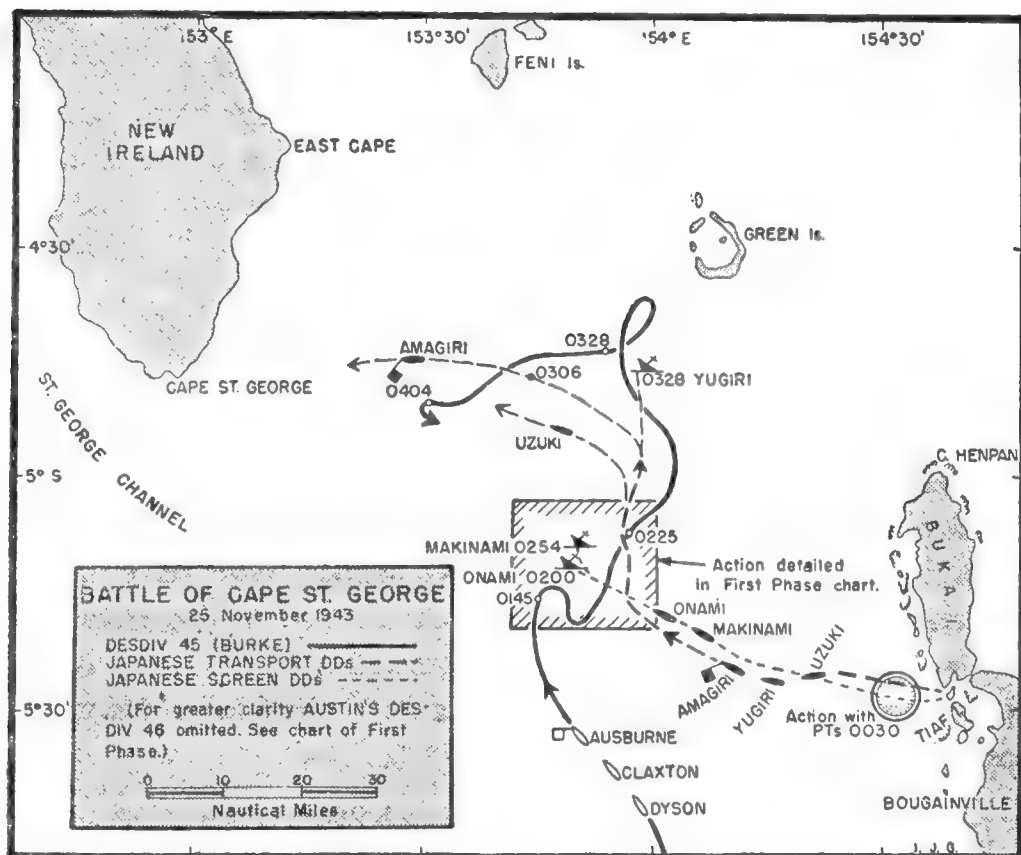 153° E
153°30'
154° E
154°30'
FENI Is.
NEW
IRELAND
EAST CAPE
4°30'
GREEN Is.
AMAGIRI
0328
0306
0328 YUGIRI
0404
CAPE ST. GEORGE
UZUKI
ST. GEORGE CHANNEL
5° S
C. HENPAN
BUKA I.
0225
MAKINAMI 0254
ONAMI 0200
0145
Action detailed
in First Phase chart.
ONAMI
MAKINAMI
UZUKI
AMAGIRI
YUGIRI
Action with
PTs 0030
5°30'
AUSBURNE
CLAXTON
DYSON
BOUGAINVILLE
I. J. G.
BATTLE OF CAPE ST. GEORGE
25 November 1943
DESDIV 45 (BURKE)
JAPANESE TRANSPORT DDs
JAPANESE SCREEN DDs
(For greater clarity AUSTIN'S DES-
DIV 46 omitted. See chart of First
Phase.)
0 10 20 30
Nautical Miles